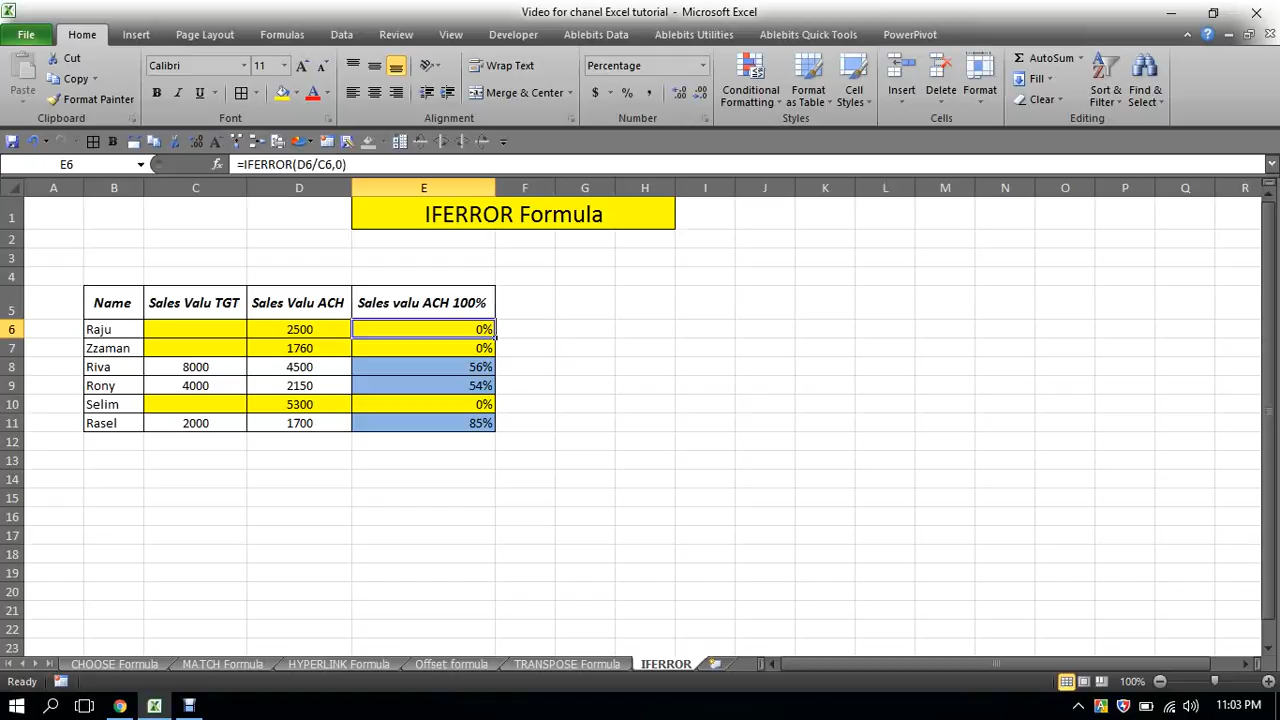 Video for chanel Excel tutorial - Microsoft Excel
File Home Insert Page Layout Formulas Data Review View Developer Ablebits Data Ablebits Utilities Ablebits Quick Tools PowerPivot
Paste Cut Copy Format Painter Clipboard
Calibri 11 B I U A A A Font
Wrap Text Merge & Center Alignment
Percentage $ % , Number
Conditional Formatting Format as Table Cell Styles Styles
Insert Delete Format Cells
Σ AutoSum Fill Clear Sort & Filter Find & Select Editing
E6 fx =IFERROR(D6/C6,0)
A B C D E F G H I J K L M N O P Q R
1 IFERROR Formula
2
3
4
5 Name Sales Valu TGT Sales Valu ACH Sales valu ACH 100%
6 Raju 2500 0%
7 Zzaman 1760 0%
8 Riva 8000 4500 56%
9 Rony 4000 2150 54%
10 Selim 5300 0%
11 Rasel 2000 1700 85%
12
13
14
15
16
17
18
19
20
21
22
23
CHOOSE Formula MATCH Formula HYPERLINK Formula Offset formula TRANSPOSE Formula IFERROR
Ready 100%
11:03 PM